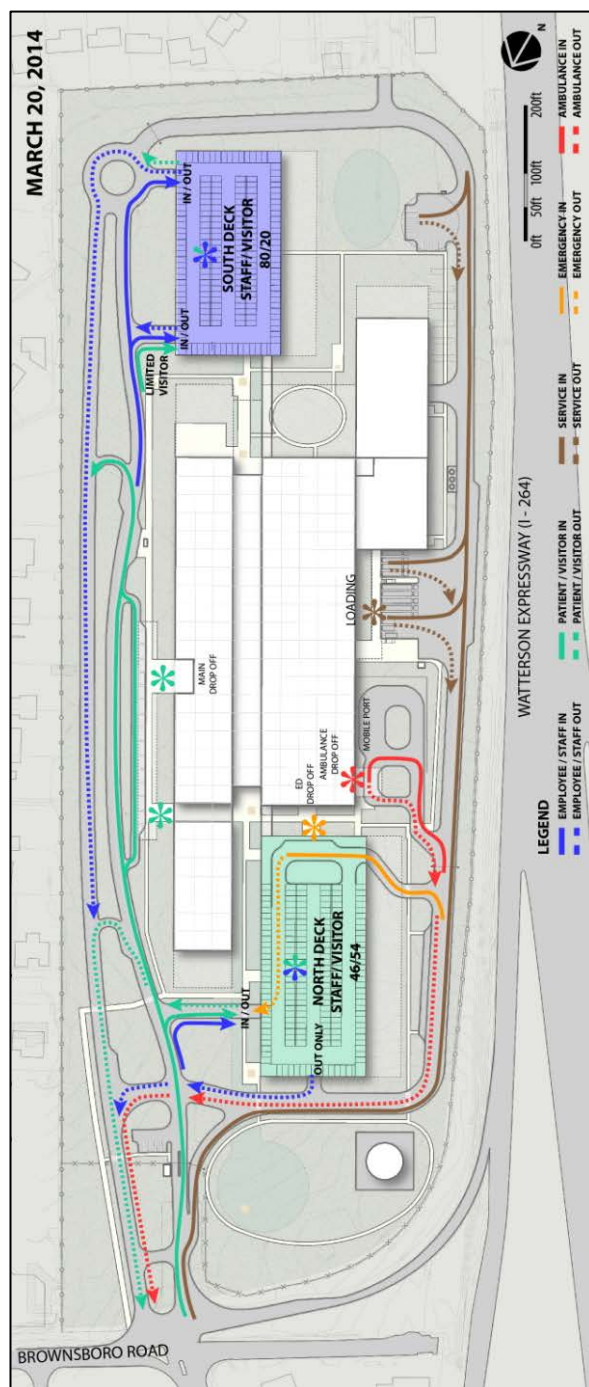 MARCH 20, 2014
N
0ft 50ft 100ft 200ft
IN / OUT
SOUTH DECK
STAFF/ VISITOR
80/20
IN / OUT
LIMITED
VISITOR
MAIN
DROP OFF
LOADING
MOBILE PORT
AMBULANCE
DROP OFF
ED
DROP OFF
IN / OUT
NORTH DECK
STAFF/ VISITOR
46/54
OUT ONLY
WATTERSON EXPRESSWAY (I - 264)
BROWNSBORO ROAD
LEGEND
EMPLOYEE / STAFF IN
EMPLOYEE / STAFF OUT
PATIENT / VISITOR IN
PATIENT / VISITOR OUT
SERVICE IN
SERVICE OUT
EMERGENCY IN
EMERGENCY OUT
AMBULANCE IN
AMBULANCE OUT